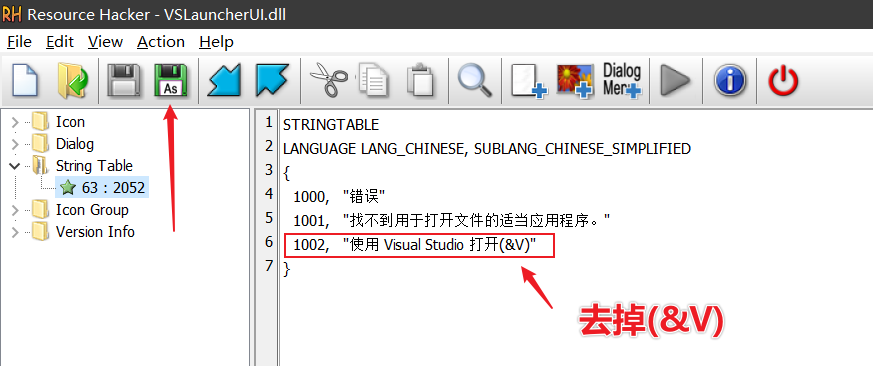 Resource Hacker - VSLauncherUI.dll
File Edit View Action Help
As
Dialog
Menu
Icon
Dialog
String Table
63 : 2052
Icon Group
Version Info
1 STRINGTABLE
2 LANGUAGE LANG_CHINESE, SUBLANG_CHINESE_SIMPLIFIED
3 {
4 1000, "错误"
5 1001, "找不到用于打开文件的适当应用程序。"
6 1002, "使用 Visual Studio 打开(&V)"
7 }
去掉(&V)